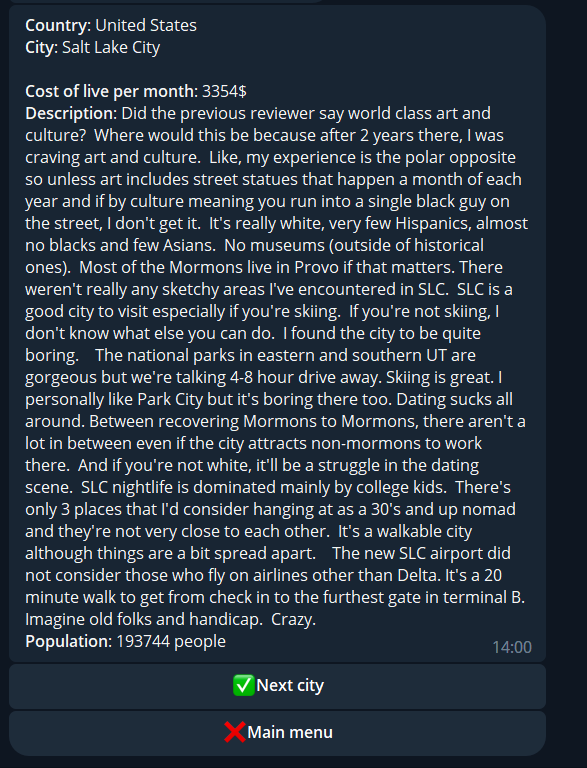 Country: United States
City: Salt Lake City
Cost of live per month: 3354$
Description: Did the previous reviewer say world class art and
culture?  Where would this be because after 2 years there, I was
craving art and culture.  Like, my experience is the polar opposite
so unless art includes street statues that happen a month of each
year and if by culture meaning you run into a single black guy on
the street, I don't get it.  It's really white, very few Hispanics, almost
no blacks and few Asians.  No museums (outside of historical
ones).  Most of the Mormons live in Provo if that matters. There
weren't really any sketchy areas I've encountered in SLC.  SLC is a
good city to visit especially if you're skiing.  If you're not skiing, I
don't know what else you can do.  I found the city to be quite
boring.    The national parks in eastern and southern UT are
gorgeous but we're talking 4-8 hour drive away. Skiing is great. I
personally like Park City but it's boring there too. Dating sucks all
around. Between recovering Mormons to Mormons, there aren't a
lot in between even if the city attracts non-mormons to work
there.  And if you're not white, it'll be a struggle in the dating
scene.  SLC nightlife is dominated mainly by college kids.  There's
only 3 places that I'd consider hanging at as a 30's and up nomad
and they're not very close to each other.  It's a walkable city
although things are a bit spread apart.    The new SLC airport did
not consider those who fly on airlines other than Delta. It's a 20
minute walk to get from check in to the furthest gate in terminal B.
Imagine old folks and handicap.  Crazy.
Population: 193744 people
14:00
✅Next city
❌Main menu